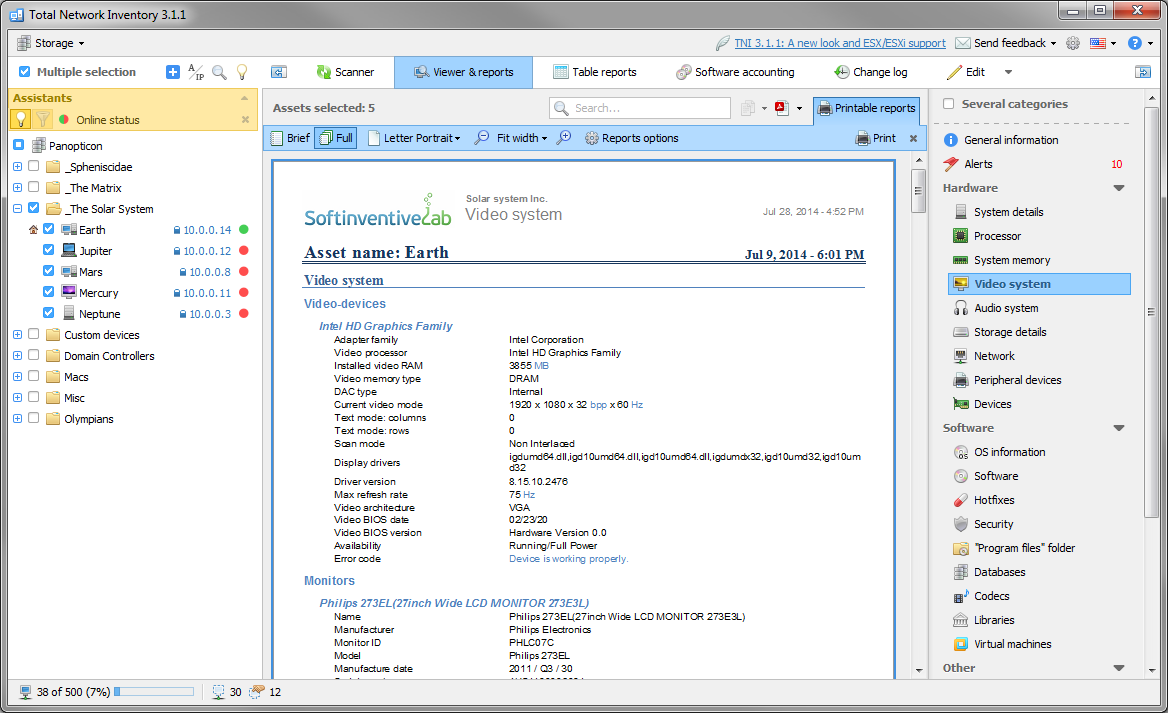 Total Network Inventory 3.1.1
Storage
TNI 3.1.1: A new look and ESX/ESXi support
Send feedback
Multiple selection
A/IP
Scanner
Viewer & reports
Table reports
Software accounting
Change log
Edit
Assistants
Online status
Panopticon
_Spheniscidae
_The Matrix
_The Solar System
Earth 10.0.0.14
Jupiter 10.0.0.12
Mars 10.0.0.8
Mercury 10.0.0.11
Neptune 10.0.0.3
Custom devices
Domain Controllers
Macs
Misc
Olympians
Assets selected: 5
Search...
Printable reports
Brief
Full
Letter Portrait
Fit width
Reports options
Print
SoftinventiveLab
Solar system Inc.
Video system
Jul 28, 2014 - 4:52 PM
Asset name: Earth
Jul 9, 2014 - 6:01 PM
Video system
Video-devices
Intel HD Graphics Family
Adapter family Intel Corporation
Video processor Intel HD Graphics Family
Installed video RAM 3855 MB
Video memory type DRAM
DAC type Internal
Current video mode 1920 x 1080 x 32 bpp x 60 Hz
Text mode: columns 0
Text mode: rows 0
Scan mode Non Interlaced
Display drivers igdumd64.dll,igd10umd64.dll,igd10umd64.dll,igdumdx32,igd10umd32,igd10um
d32
Driver version 8.15.10.2476
Max refresh rate 75 Hz
Video architecture VGA
Video BIOS date 02/23/20
Video BIOS version Hardware Version 0.0
Availability Running/Full Power
Error code Device is working properly.
Monitors
Philips 273EL(27inch Wide LCD MONITOR 273E3L)
Name Philips 273EL(27inch Wide LCD MONITOR 273E3L)
Manufacturer Philips Electronics
Monitor ID PHLC07C
Model Philips 273EL
Manufacture date 2011 / Q3 / 30
Several categories
General information
Alerts 10
Hardware
System details
Processor
System memory
Video system
Audio system
Storage details
Network
Peripheral devices
Devices
Software
OS information
Software
Hotfixes
Security
"Program files" folder
Databases
Codecs
Libraries
Virtual machines
Other
38 of 500 (7%)
30
12